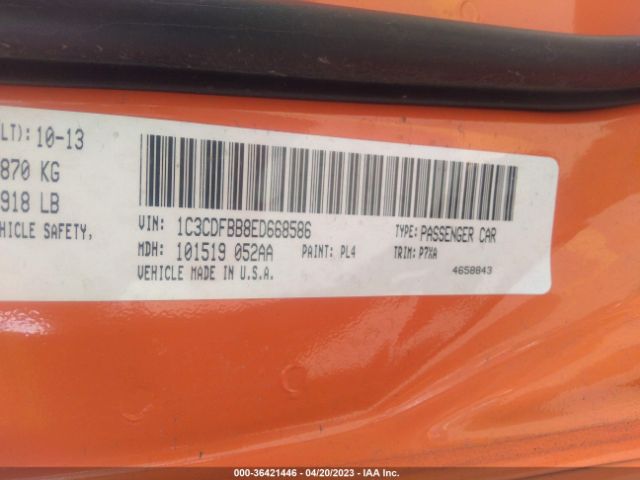 LT): 10-13
870 KG
918 LB
HICLE SAFETY,
VIN: 1C3CDFBB8ED668586 TYPE: PASSENGER CAR
MDH: 101519 052AA PAINT: PL4 TRIM: P7XA
VEHICLE MADE IN U.S.A. 4658843
000-36421446 - 04/20/2023 - IAA Inc.